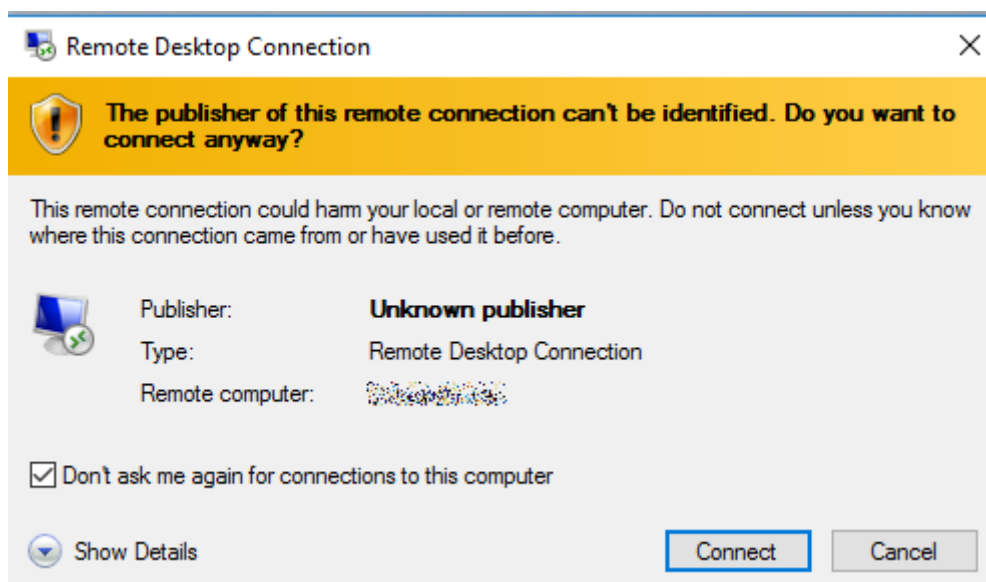 Remote Desktop Connection
The publisher of this remote connection can't be identified. Do you want to
connect anyway?
This remote connection could harm your local or remote computer. Do not connect unless you know
where this connection came from or have used it before.
Publisher: Unknown publisher
Type: Remote Desktop Connection
Remote computer:
Don't ask me again for connections to this computer
Show Details Connect Cancel